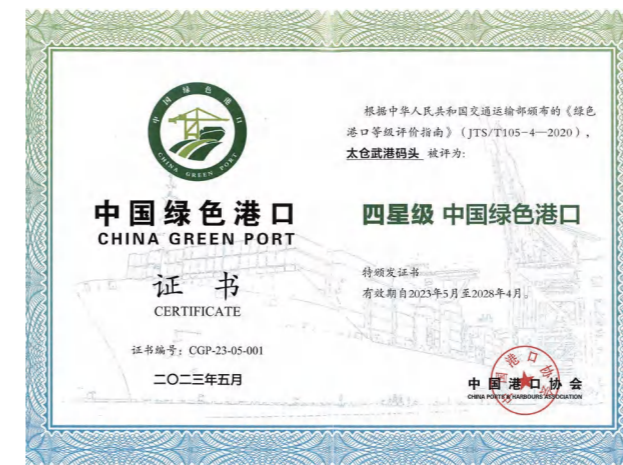 中国绿色港口
CHINA GREEN PORT
中国绿色港口
CHINA GREEN PORT
证 书
CERTIFICATE
证书编号：CGP-23-05-001
二〇二三年五月
根据中华人民共和国交通运输部颁布的《绿色
港口等级评价指南》（JTS/T105-4—2020），
太仓武港码头 被评为:
四星级 中国绿色港口
特颁发证书
有效期自2023年5月至2028年4月。
中国港口协会
中国港口协会
CHINA PORTS & HARBOURS ASSOCIATION